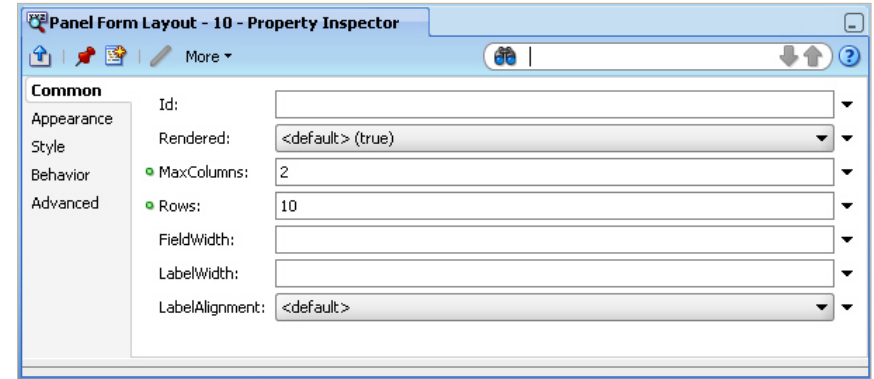 Panel Form Layout - 10 - Property Inspector
More
Common
Appearance
Style
Behavior
Advanced
Id:
Rendered: <default> (true)
MaxColumns: 2
Rows: 10
FieldWidth:
LabelWidth:
LabelAlignment: <default>